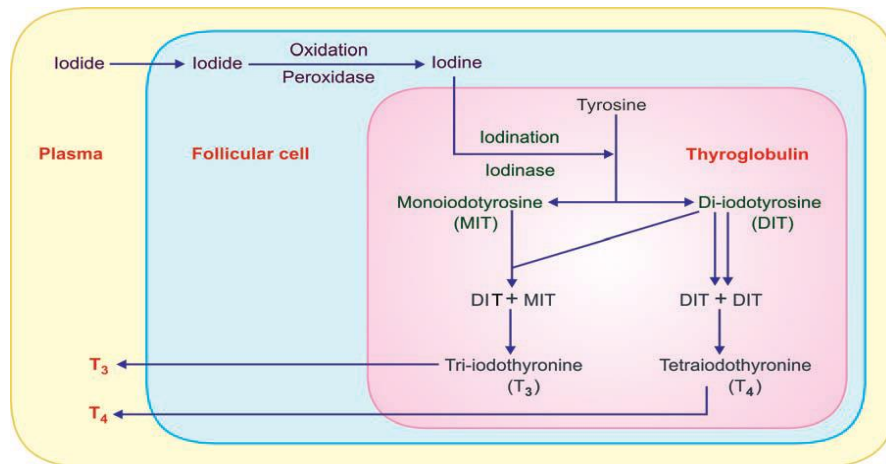 Iodide
Iodide
Oxidation
Peroxidase
Iodine
Tyrosine
Iodination
Iodinase
Plasma
Follicular cell
Thyroglobulin
Monoiodotyrosine
(MIT)
Di-iodotyrosine
(DIT)
DIT + MIT
DIT + DIT
T3
Tri-iodothyronine
(T3)
Tetraiodothyronine
(T4)
T4